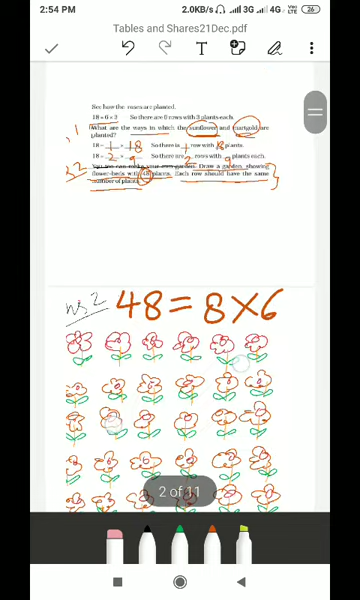 2:54 PM
2.0KB/s 3G 4G VoLTE 26
Tables and Shares21Dec.pdf
See how the roses are planted.
18 = 6 × 3 So there are 6 rows with 3 plants each.
What are the ways in which the sunflower and marigold are
planted?
18 = 1 × 18 So there is 1 row with 18 plants.
18 = 2 × 9 So there are 2 rows with 9 plants each.
You can make your own garden. Draw a garden, showing
flower-beds with 48 plants. Each row should have the same
number of plants.
48 = 8 × 6
2 of 11